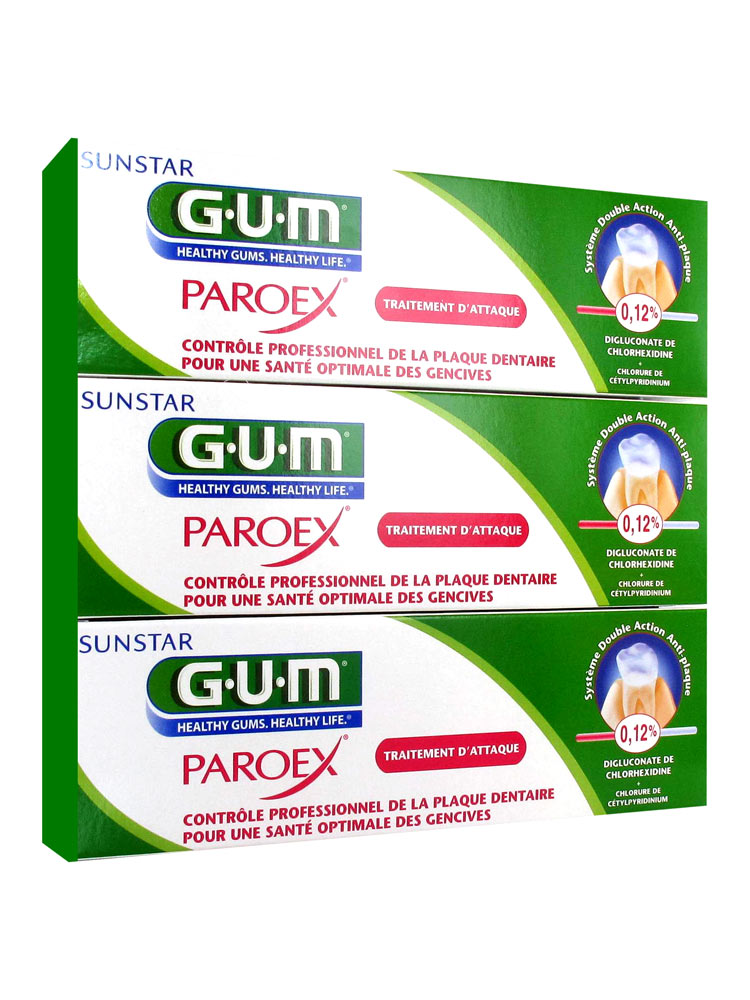 SUNSTAR
G·U·M®
HEALTHY GUMS. HEALTHY LIFE.®
PAROEX®
TRAITEMENT D'ATTAQUE
CONTRÔLE PROFESSIONNEL DE LA PLAQUE DENTAIRE
POUR UNE SANTÉ OPTIMALE DES GENCIVES
Système Double Action Anti-plaque
0,12%
DIGLUCONATE DE
CHLORHEXIDINE
+
CHLORURE DE
CÉTYLPYRIDINIUM
SUNSTAR
G·U·M®
HEALTHY GUMS. HEALTHY LIFE.®
PAROEX®
TRAITEMENT D'ATTAQUE
CONTRÔLE PROFESSIONNEL DE LA PLAQUE DENTAIRE
POUR UNE SANTÉ OPTIMALE DES GENCIVES
Système Double Action Anti-plaque
0,12%
DIGLUCONATE DE
CHLORHEXIDINE
+
CHLORURE DE
CÉTYLPYRIDINIUM
SUNSTAR
G·U·M®
HEALTHY GUMS. HEALTHY LIFE.®
PAROEX®
TRAITEMENT D'ATTAQUE
CONTRÔLE PROFESSIONNEL DE LA PLAQUE DENTAIRE
POUR UNE SANTÉ OPTIMALE DES GENCIVES
Système Double Action Anti-plaque
0,12%
DIGLUCONATE DE
CHLORHEXIDINE
+
CHLORURE DE
CÉTYLPYRIDINIUM